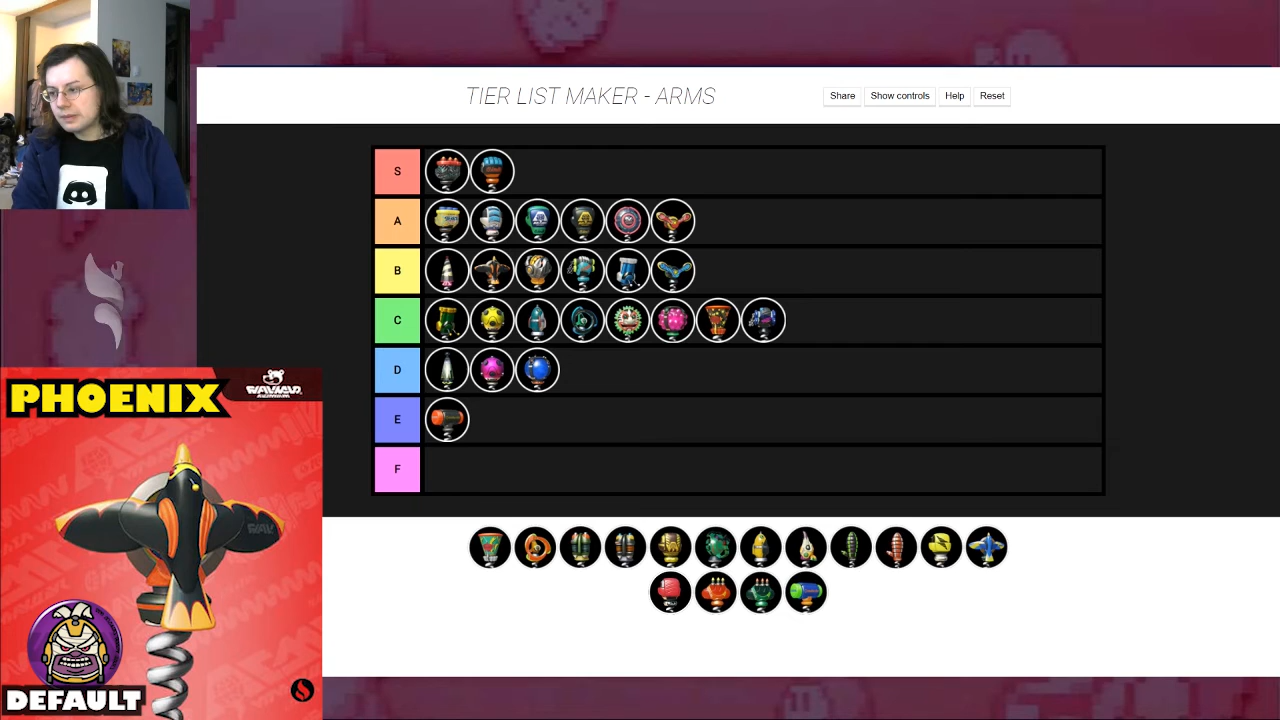 TIER LIST MAKER - ARMS
Share
Show controls
Help
Reset
S
A
B
C
D
E
F
PHOENIX
DEFAULT